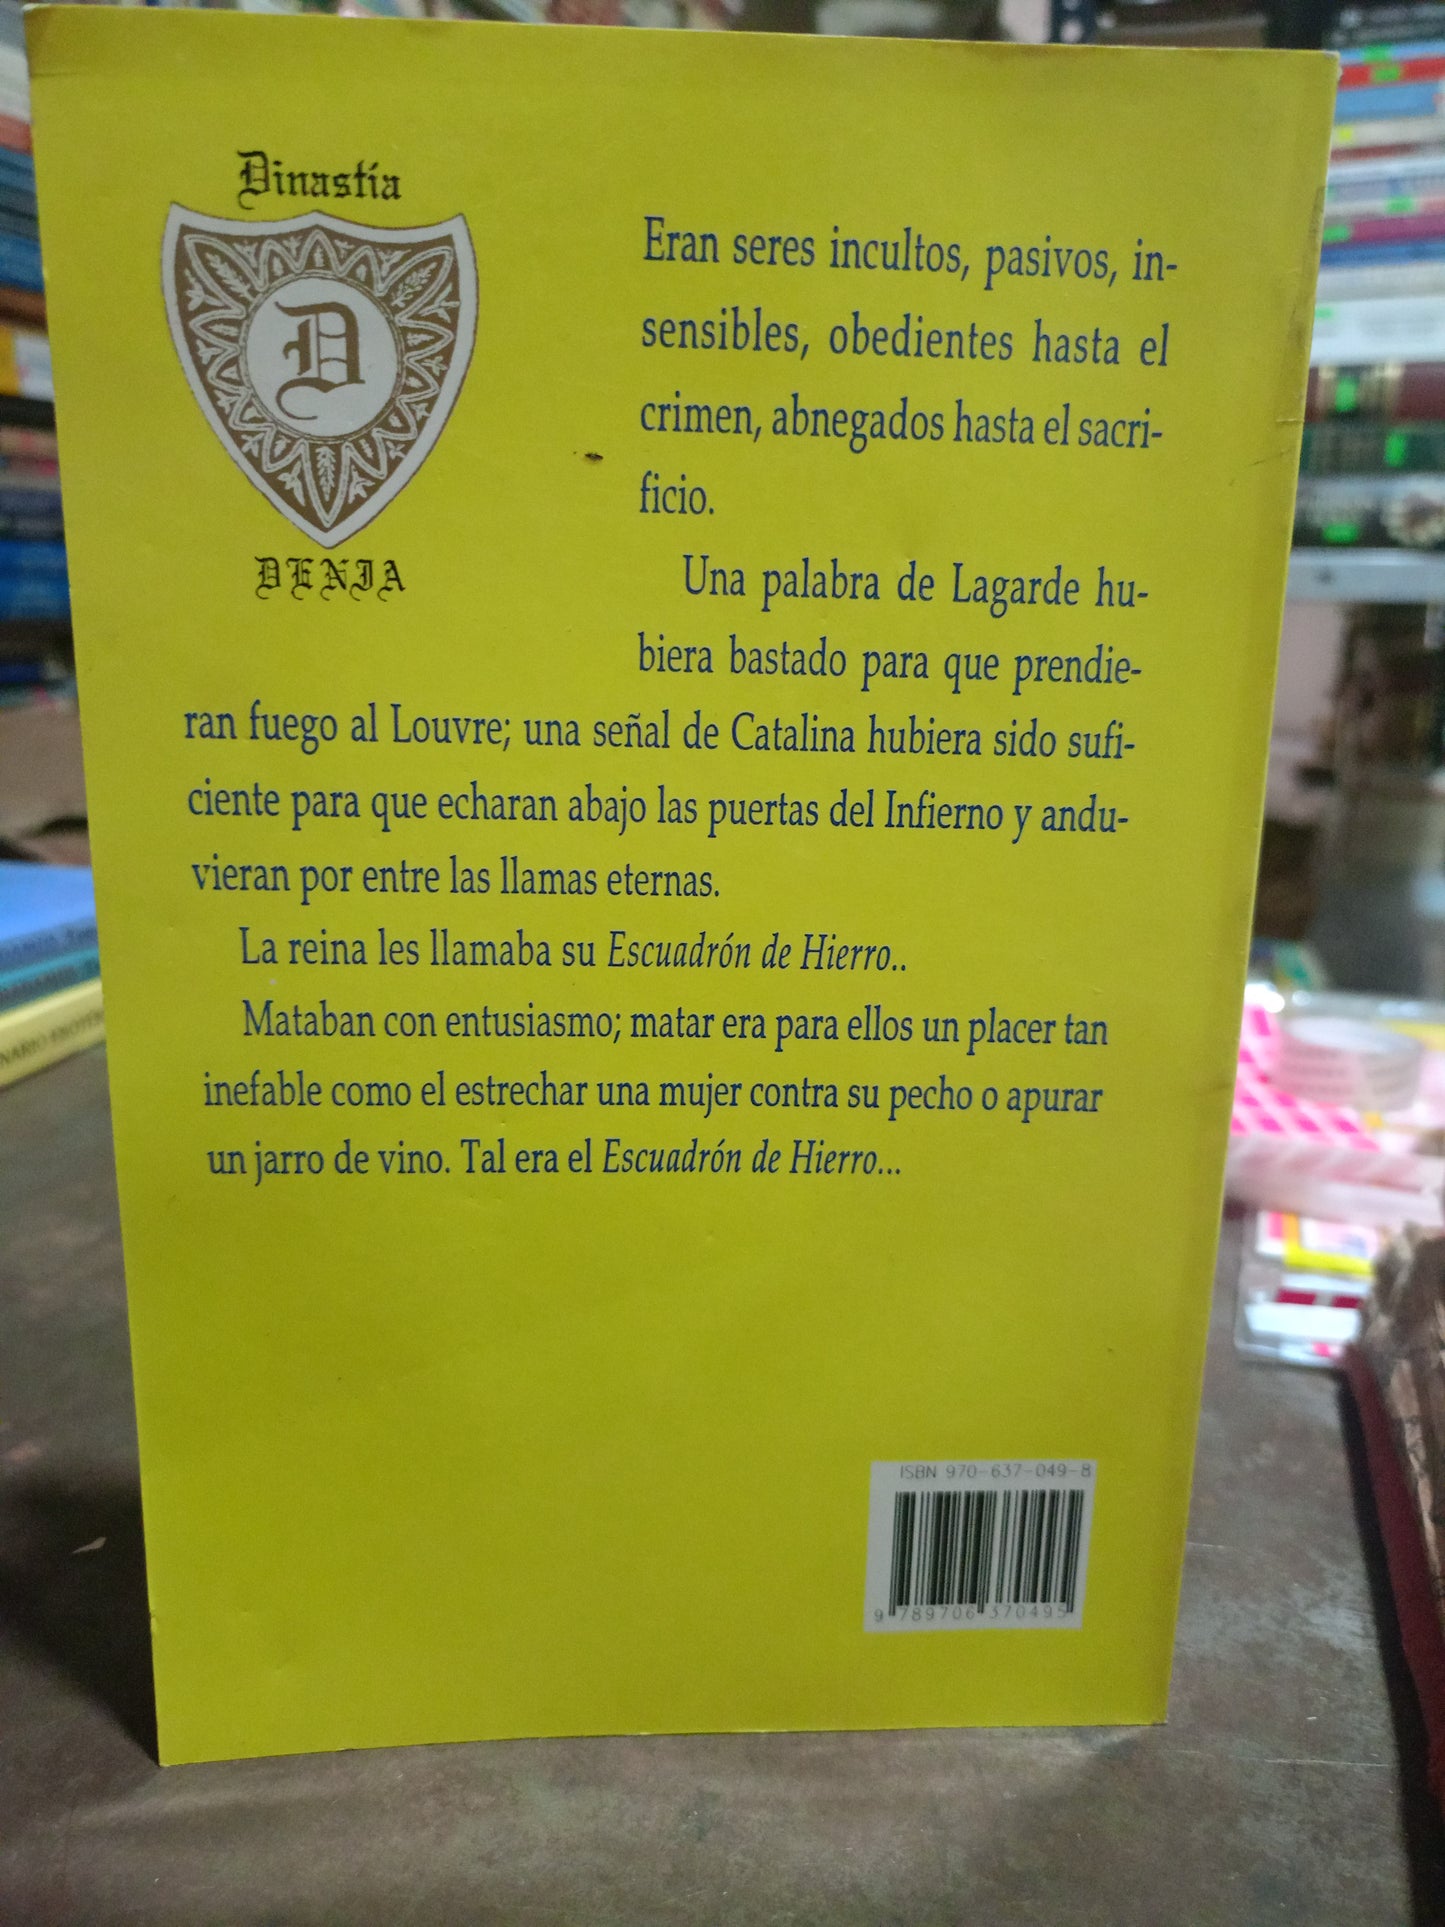 Dinastía
D
DENIA
Eran seres incultos, pasivos, in-
sensibles, obedientes hasta el
crimen, abnegados hasta el sacri-
ficio.
Una palabra de Lagarde hu-
biera bastado para que prendie-
ran fuego al Louvre; una señal de Catalina hubiera sido sufi-
ciente para que echaran abajo las puertas del Infierno y andu-
vieran por entre las llamas eternas.
La reina les llamaba su Escuadrón de Hierro..
Mataban con entusiasmo; matar era para ellos un placer tan
inefable como el estrechar una mujer contra su pecho o apurar
un jarro de vino. Tal era el Escuadrón de Hierro...
ISBN 970-637-049-8
9 789706 370495